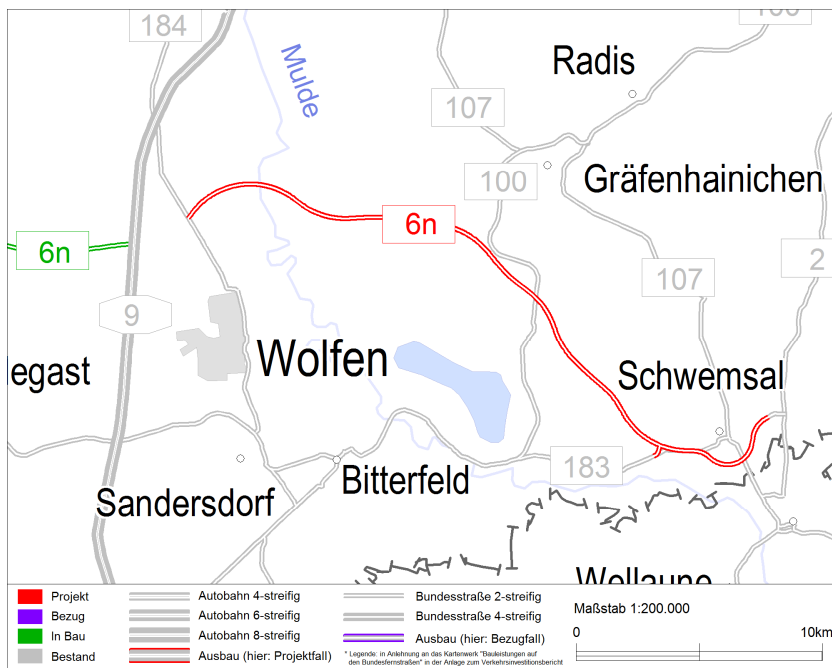 184
100
Mulde
Radis
107
100
Gräfenhainichen
6n
6n
2
107
9
egast
Wolfen
Schwemsal
183
Bitterfeld
Sandersdorf
Wellaune
Projekt
Bezug
In Bau
Bestand
Autobahn 4-streifig
Autobahn 6-streifig
Autobahn 8-streifig
Ausbau (hier: Projektfall)
Bundesstraße 2-streifig
Bundesstraße 4-streifig
Ausbau (hier: Bezugfall)
* Legende: in Anlehnung an das Kartenwerk "Bauleistungen auf
den Bundesfernstraßen" in der Anlage zum Verkehrsinvestitionsbericht
Maßstab 1:200.000
0
10km